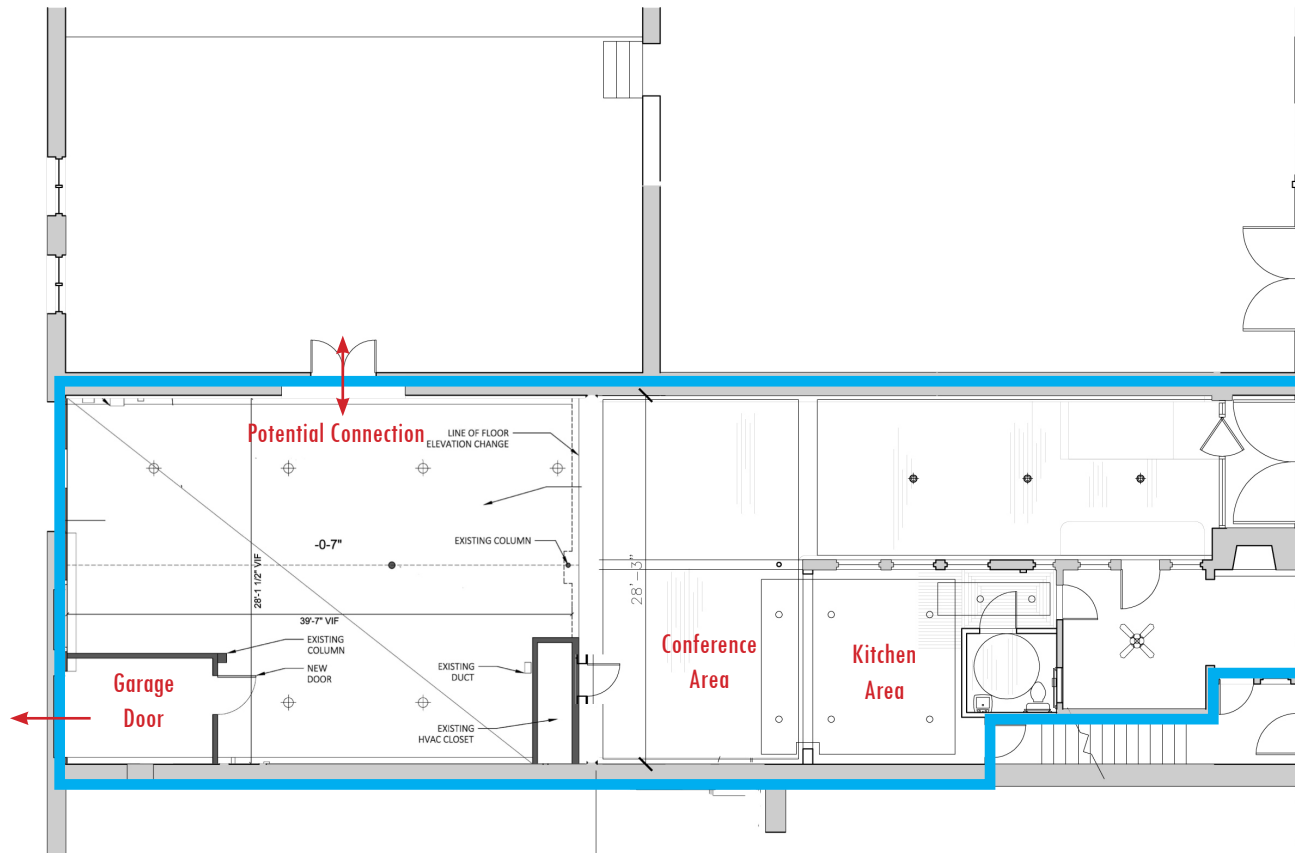 Potential Connection
LINE OF FLOOR
ELEVATION CHANGE
-0-7"
EXISTING COLUMN
28'-1 1/2" VIF
28'-3"
39'-7" VIF
EXISTING
COLUMN
NEW
DOOR
Garage
Door
EXISTING
DUCT
EXISTING
HVAC CLOSET
Conference
Area
Kitchen
Area